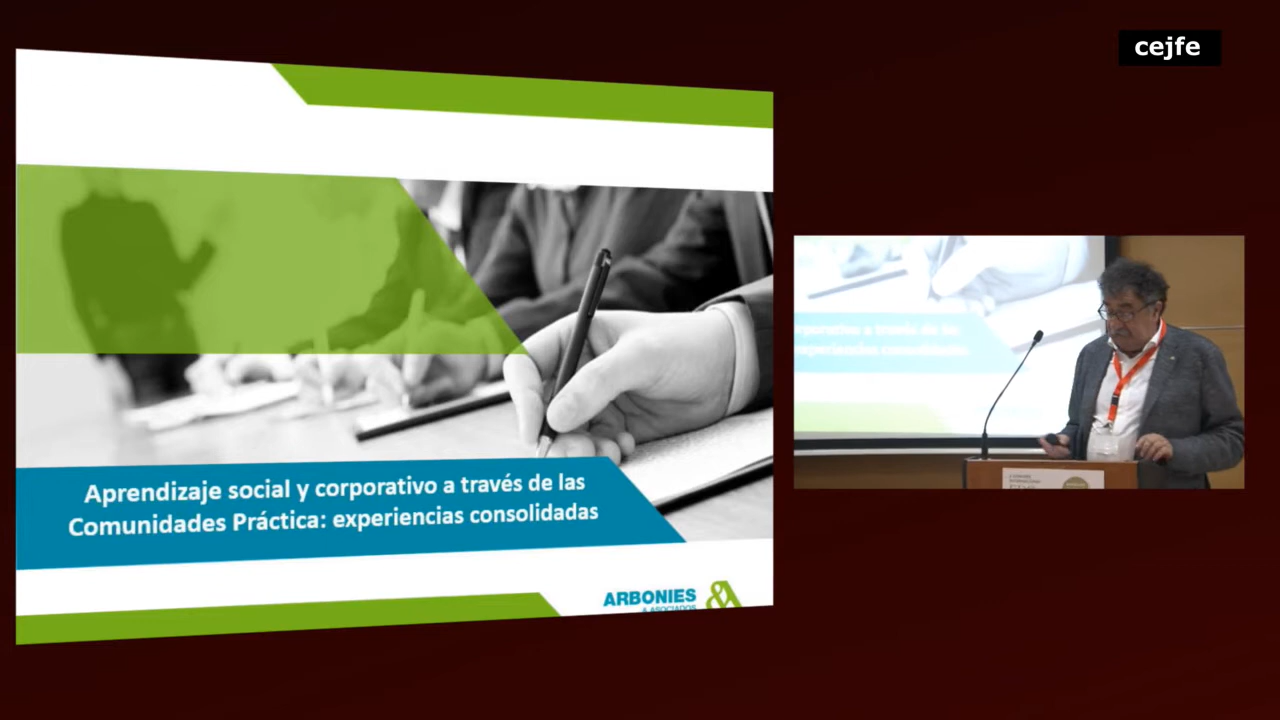 cejfe
Aprendizaje social y corporativo a través de las
Comunidades Práctica: experiencias consolidadas
ARBONIES
& ASOCIADOS